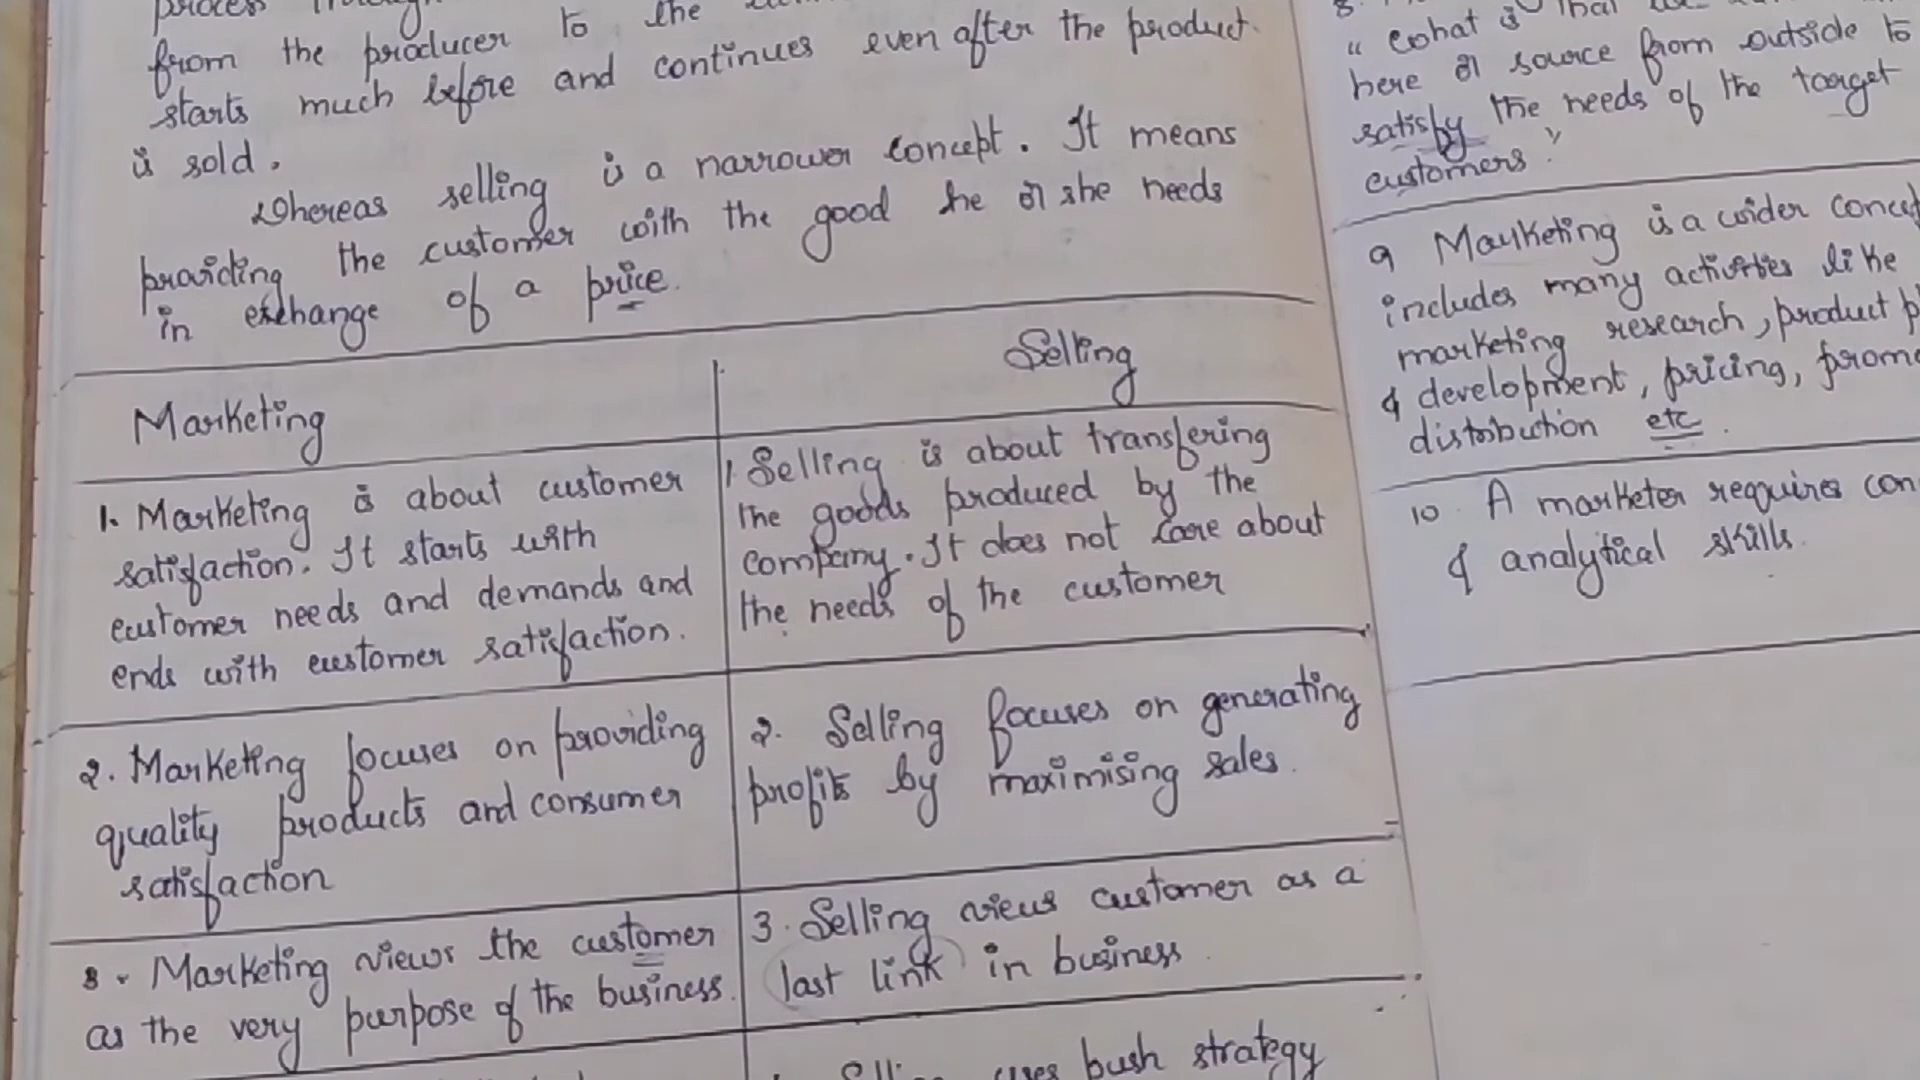 process
from the producer to the
starts much before and continues even after the product
is sold.
Whereas selling is a narrower concept. It means
providing the customer with the good he or she needs
in exchange of a price.
Marketing
Selling
1. Marketing is about customer
satisfaction. It starts with
customer needs and demands and
ends with customer satisfaction.
1. Selling is about transfering
the goods produced by the
company. It does not care about
the needs of the customer
2. Marketing focuses on providing
quality products and consumer
satisfaction
2. Selling focuses on generating
profits by maximising sales.
3. Marketing views the customer
as the very purpose of the business.
3. Selling views customer as a
last link in business
uses push strategy
8.
"What is that
here or source from outside to
satisfy the needs of the target
customers"
9 Marketing is a wider concept
includes many activities like
marketing research, product
& development, pricing,
distribution etc.
10. A marketer requires
& analytical skills.